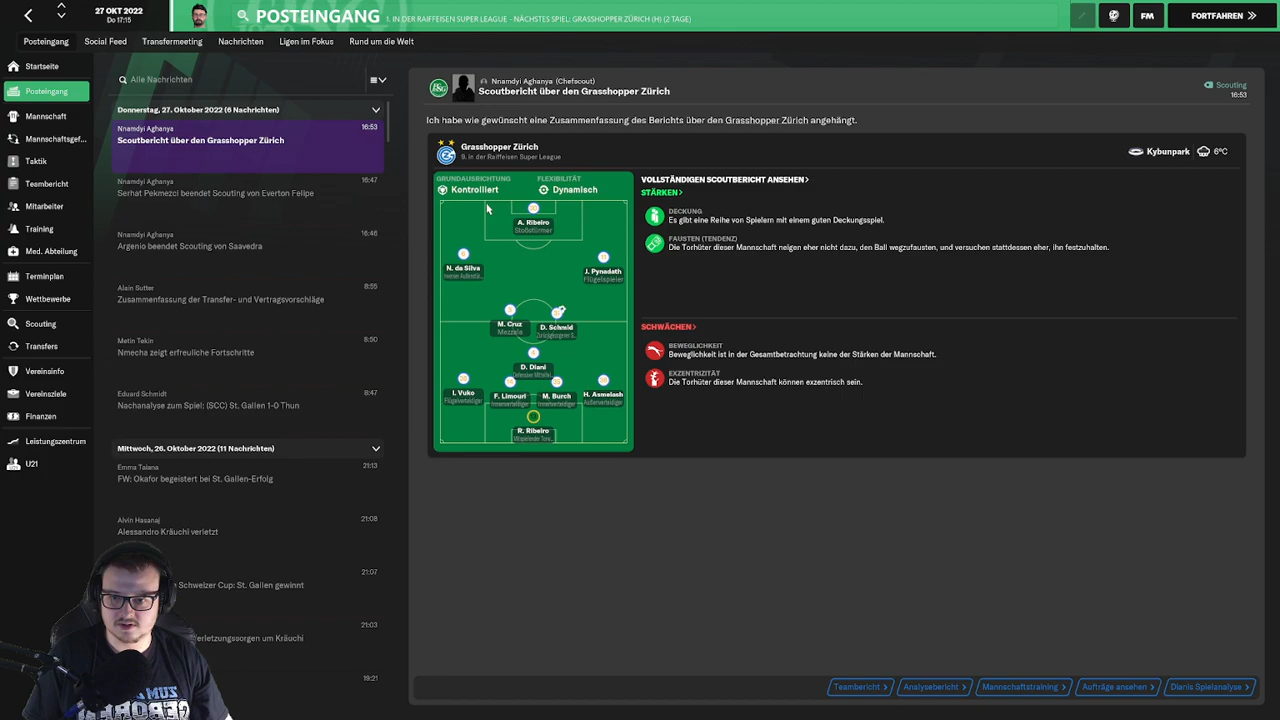 27 OKT 2022
Do 17:15
POSTEINGANG
1. IN DER RAIFFEISEN SUPER LEAGUE - NÄCHSTES SPIEL: GRASSHOPPER ZÜRICH (H) (2 TAGE)
FM
FORTFAHREN
Posteingang
Social Feed
Transfermeeting
Nachrichten
Ligen im Fokus
Rund um die Welt
Startseite
Posteingang
Mannschaft
Mannschaftsgef...
Taktik
Teambericht
Mitarbeiter
Training
Med. Abteilung
Terminplan
Wettbewerbe
Scouting
Transfers
Vereinsinfo
Vereinsziele
Finanzen
Leistungszentrum
U21
Alle Nachrichten
Donnerstag, 27. Oktober 2022 (6 Nachrichten)
Nnamdyi Aghanya 16:53
Scoutbericht über den Grasshopper Zürich
Nnamdyi Aghanya 16:47
Serhat Pekmezci beendet Scouting von Everton Felipe
Nnamdyi Aghanya 16:46
Argenio beendet Scouting von Saavedra
Alain Sutter 8:55
Zusammenfassung der Transfer- und Vertragsvorschläge
Metin Tekin 8:50
Nmecha zeigt erfreuliche Fortschritte
Eduard Schmidt 8:47
Nachanalyse zum Spiel: (SCC) St. Gallen 1-0 Thun
Mittwoch, 26. Oktober 2022 (11 Nachrichten)
Emma Taiana 21:13
FW: Okafor begeistert bei St. Gallen-Erfolg
Alvin Hasanaj 21:08
Alessandro Kräuchi verletzt
21:07
Schweizer Cup: St. Gallen gewinnt
21:03
erletzungssorgen um Kräuchi
19:21
Nnamdyi Aghanya (Chefscout)
Scoutbericht über den Grasshopper Zürich
Scouting
16:53
Ich habe wie gewünscht eine Zusammenfassung des Berichts über den Grasshopper Zürich angehängt.
Grasshopper Zürich
9. in der Raiffeisen Super League
Kybunpark
6°C
GRUNDAUSRICHTUNG
Kontrolliert
FLEXIBILITÄT
Dynamisch
A. Ribeiro
Stoßstürmer
N. da Silva
J. Pynadath
Flügelspieler
M. Cruz
Mezzala
D. Schmid
D. Diani
I. Vuko
Flügelverteidiger
F. Limouri
Innenverteidiger
M. Burch
Innenverteidiger
H. Asmelash
Außenverteidiger
R. Ribeiro
VOLLSTÄNDIGEN SCOUTBERICHT ANSEHEN
STÄRKEN
DECKUNG
Es gibt eine Reihe von Spielern mit einem guten Deckungsspiel.
FAUSTEN (TENDENZ)
Die Torhüter dieser Mannschaft neigen eher nicht dazu, den Ball wegzufausten, und versuchen stattdessen eher, ihn festzuhalten.
SCHWÄCHEN
BEWEGLICHKEIT
Beweglichkeit ist in der Gesamtbetrachtung keine der Stärken der Mannschaft.
EXZENTRIZITÄT
Die Torhüter dieser Mannschaft können exzentrisch sein.
Teambericht
Analysebericht
Mannschaftstraining
Aufträge ansehen
Dianis Spielanalyse